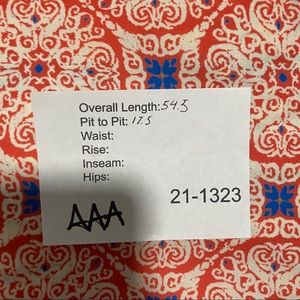 Overall Length: 54.5
Pit to Pit: 17.5
Waist:
Rise:
Inseam:
Hips:
21-1323
AAA